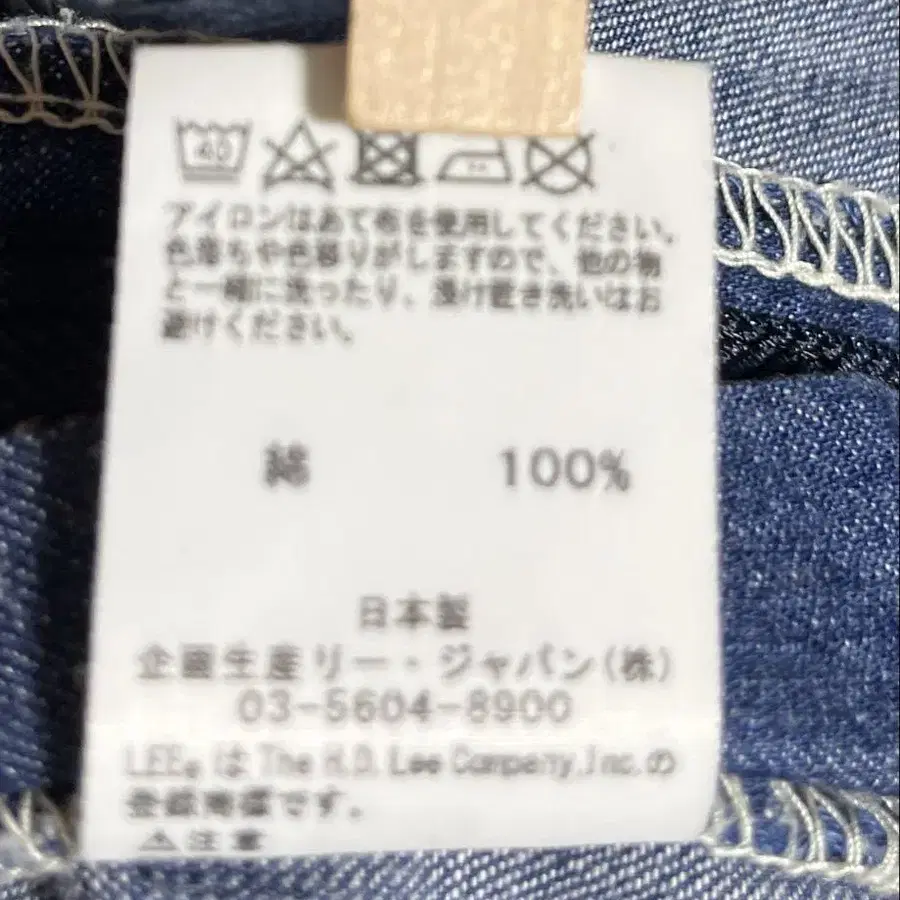 40
アイロンはあて布を使用してください。
色落ちや色移りがしますので、他の物
と一緒に洗ったり、浸け置き洗いはお
避けください。
綿 100%
日本製
企画生産リー・ジャパン(株)
03-5604-8900
LEE®は The H.D. Lee Company,Inc.の
登録商標です。
⚠注意